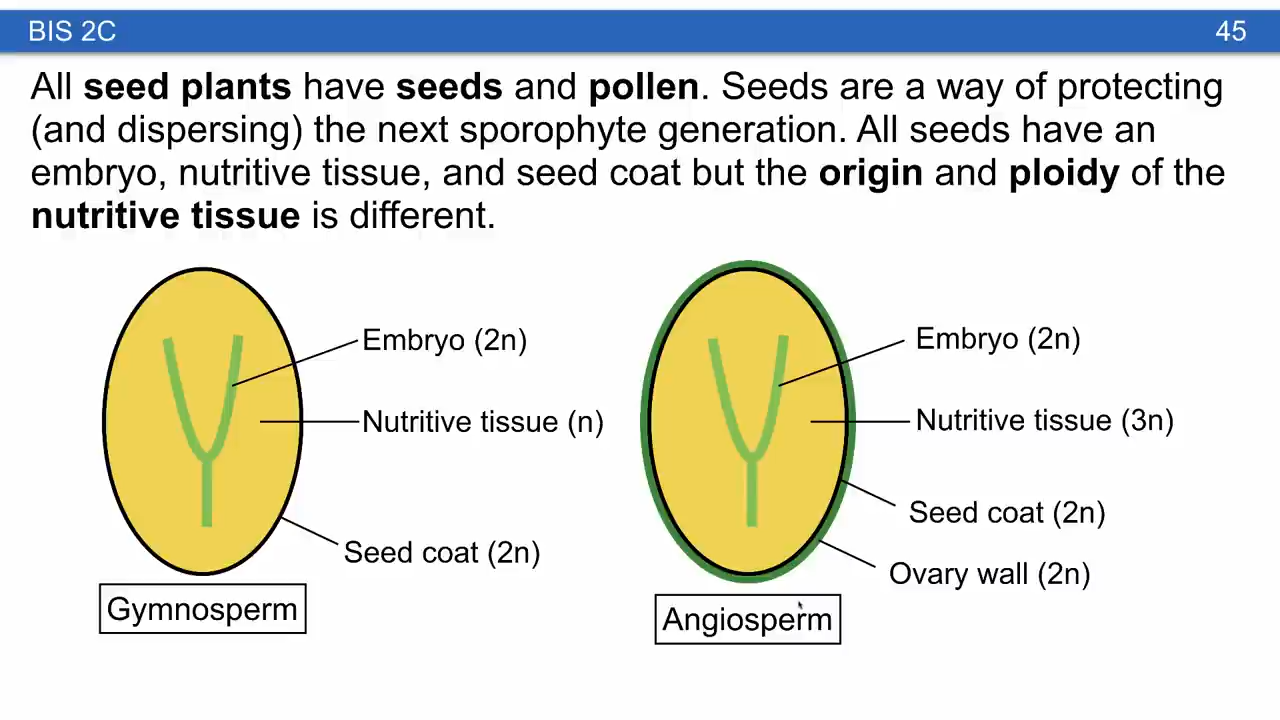 BIS 2C 45
All seed plants have seeds and pollen. Seeds are a way of protecting
(and dispersing) the next sporophyte generation. All seeds have an
embryo, nutritive tissue, and seed coat but the origin and ploidy of the
nutritive tissue is different.
Embryo (2n)
Nutritive tissue (n)
Seed coat (2n)
Gymnosperm
Embryo (2n)
Nutritive tissue (3n)
Seed coat (2n)
Ovary wall (2n)
Angiosperm